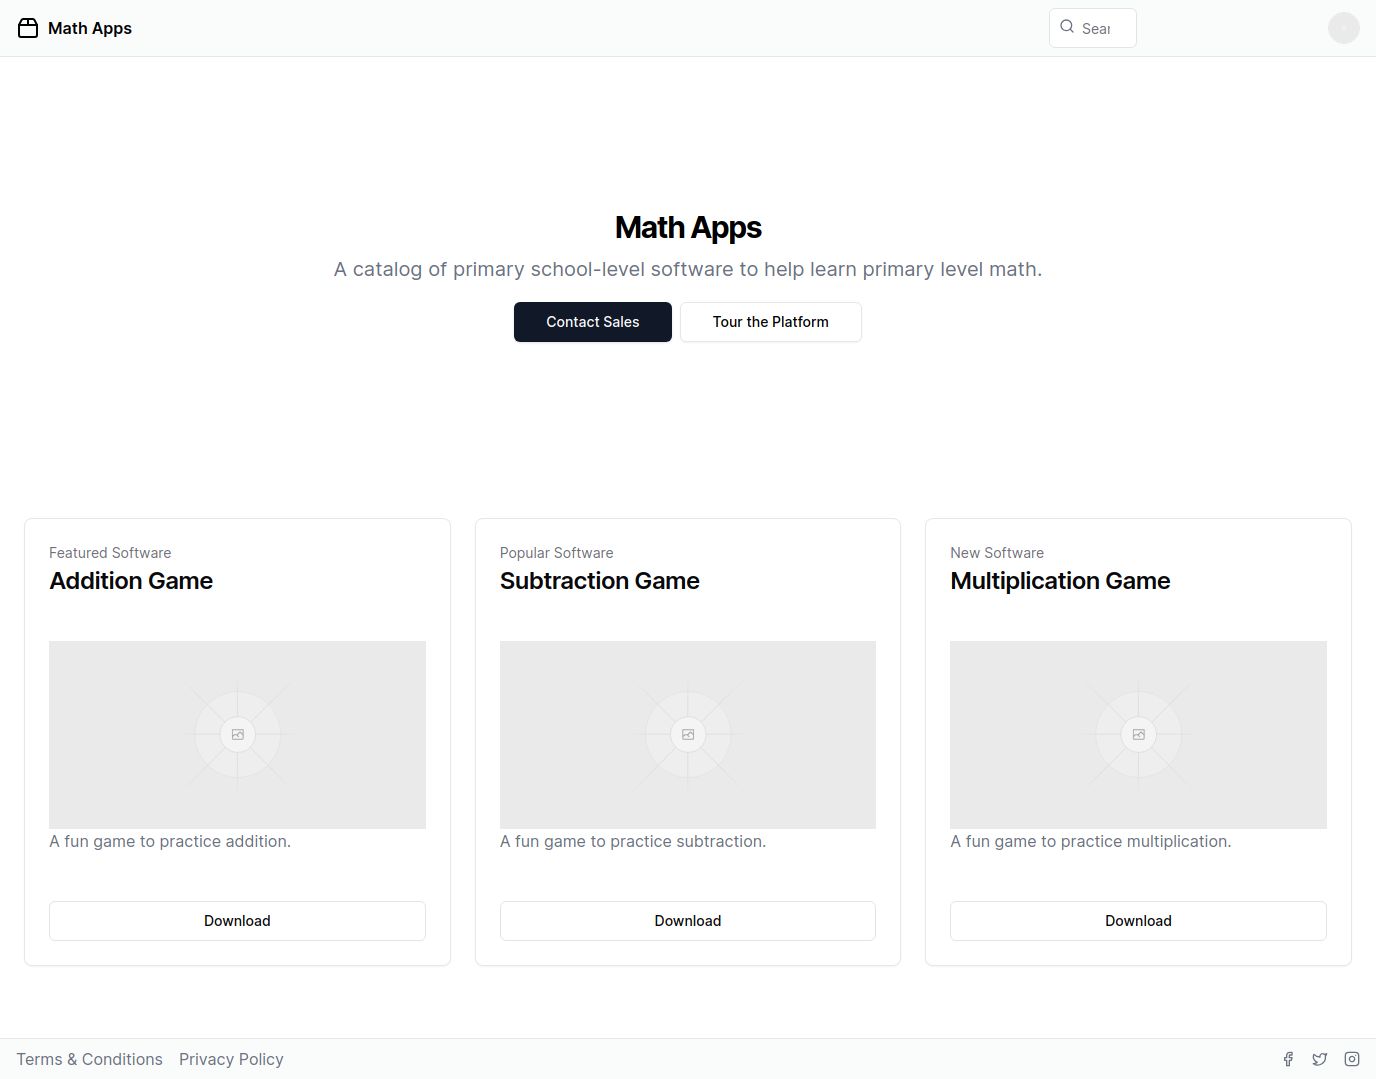 Math Apps
Sear
Math Apps
A catalog of primary school-level software to help learn primary level math.
Contact Sales
Tour the Platform
Featured Software
Addition Game
A fun game to practice addition.
Download
Popular Software
Subtraction Game
A fun game to practice subtraction.
Download
New Software
Multiplication Game
A fun game to practice multiplication.
Download
Terms & Conditions
Privacy Policy